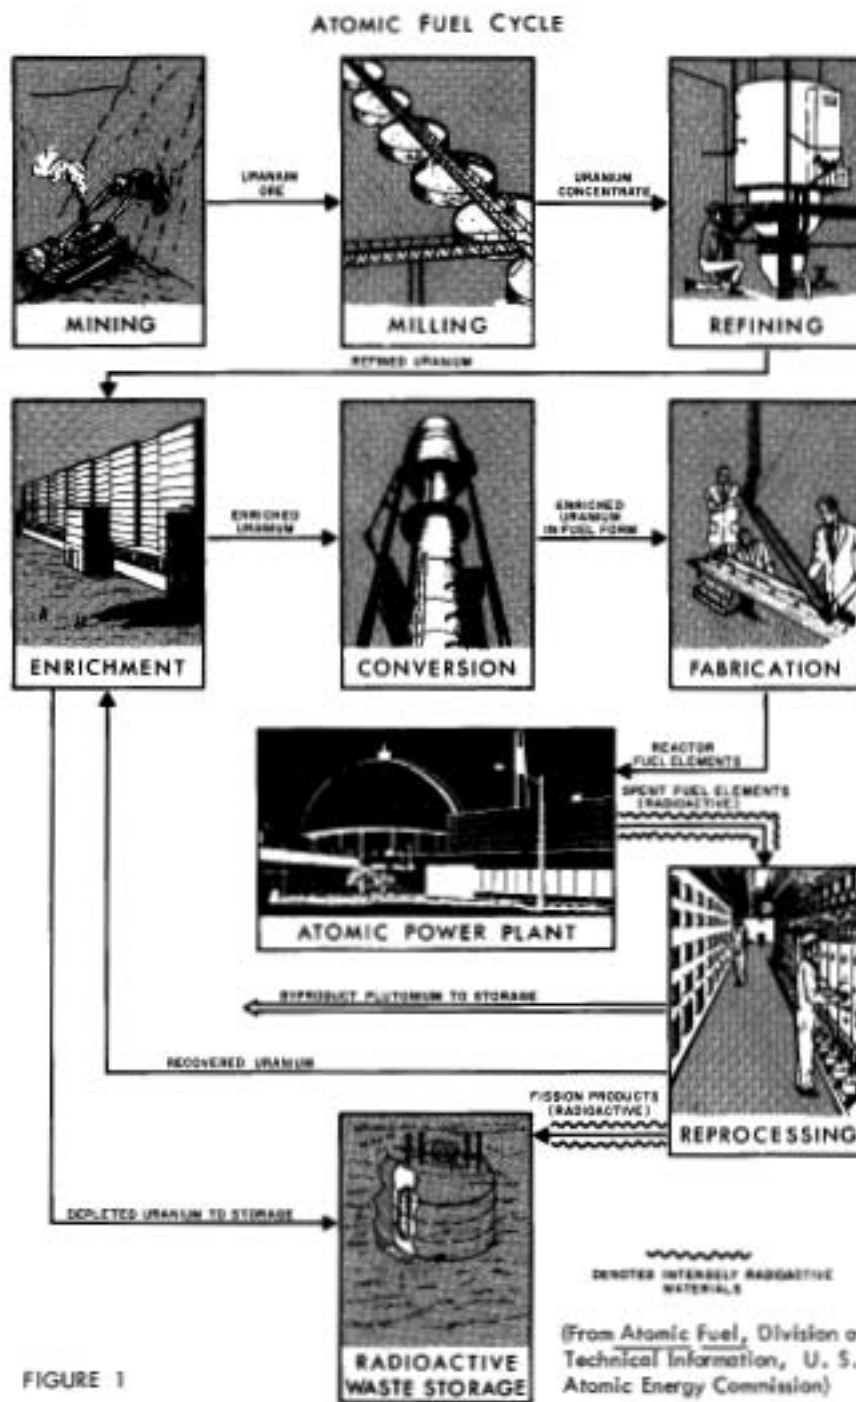 ATOMIC FUEL CYCLE
URANIUM
ORE
URANIUM
CONCENTRATE
MINING
MILLING
REFINING
REFINED URANIUM
ENRICHED
URANIUM
ENRICHED
URANIUM
IN FUEL FORM
ENRICHMENT
CONVERSION
FABRICATION
REACTOR
FUEL ELEMENTS
SPENT FUEL ELEMENTS
(RADIOACTIVE)
ATOMIC POWER PLANT
BYPRODUCT PLUTONIUM TO STORAGE
RECOVERED URANIUM
FISSION PRODUCTS
(RADIOACTIVE)
REPROCESSING
DEPLETED URANIUM TO STORAGE
DENOTES INTENSELY RADIOACTIVE
MATERIALS
RADIOACTIVE
WASTE STORAGE
(From Atomic Fuel, Division o
Technical Information, U. S.
Atomic Energy Commission)
FIGURE 1